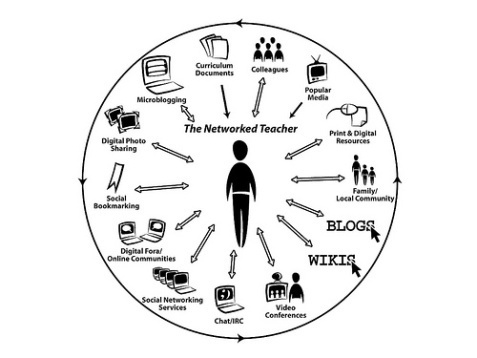 Curriculum
Documents
Colleagues
Popular
Media
Microblogging
The Networked Teacher
Digital Photo
Sharing
Print & Digital
Resources
Social
Bookmarking
Family/
Local Community
BLOGS
Digital Fora/
Online Communities
WIKIS
Social Networking
Services
Chat/IRC
Video
Conferences